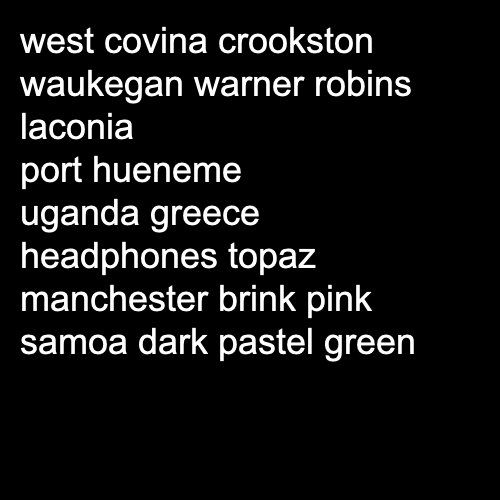 west covina crookston
waukegan warner robins
laconia
port hueneme
uganda greece
headphones topaz
manchester brink pink
samoa dark pastel green